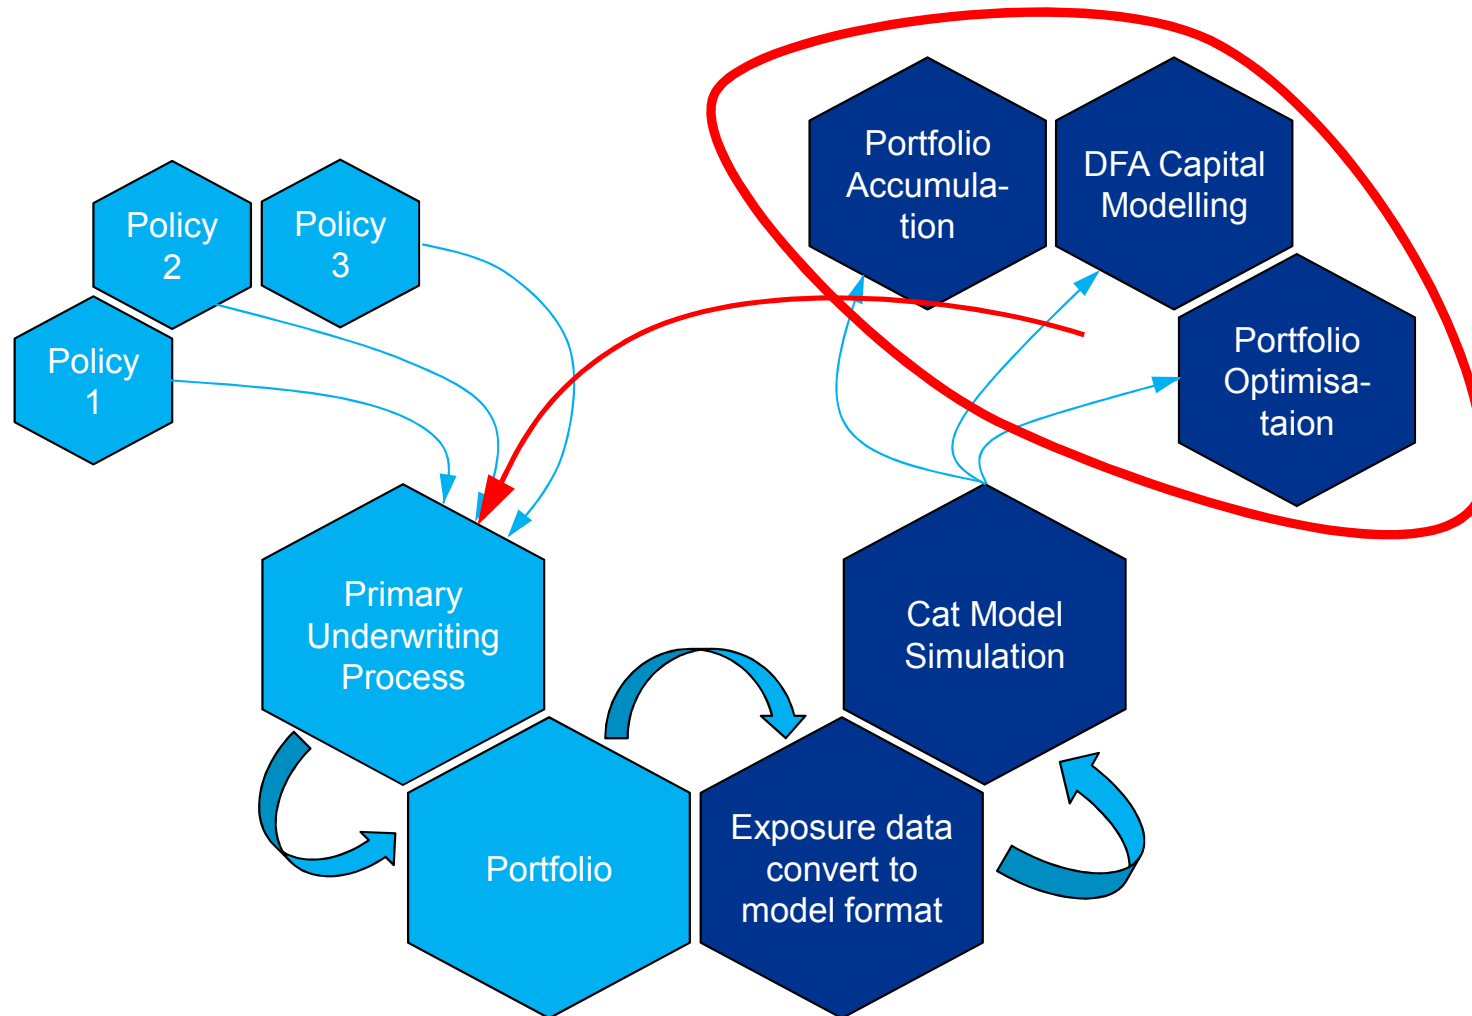 Policy
1
Policy
2
Policy
3
Primary
Underwriting
Process
Portfolio
Exposure data
convert to
model format
Cat Model
Simulation
Portfolio
Accumula-
tion
DFA Capital
Modelling
Portfolio
Optimisa-
taion